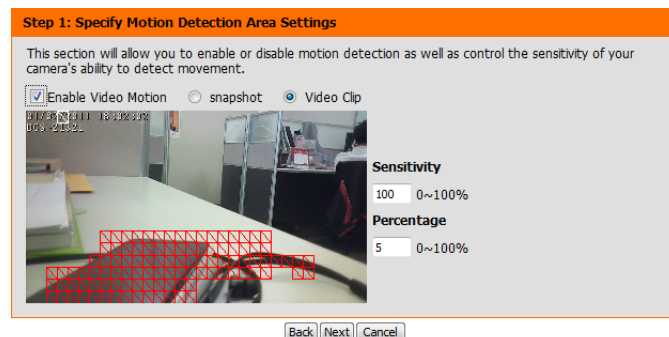 Step 1: Specify Motion Detection Area Settings
This section will allow you to enable or disable motion detection as well as control the sensitivity of your
camera's ability to detect movement.
Enable Video Motion snapshot Video Clip
Sensitivity
100 0~100%
Percentage
5 0~100%
Back Next Cancel